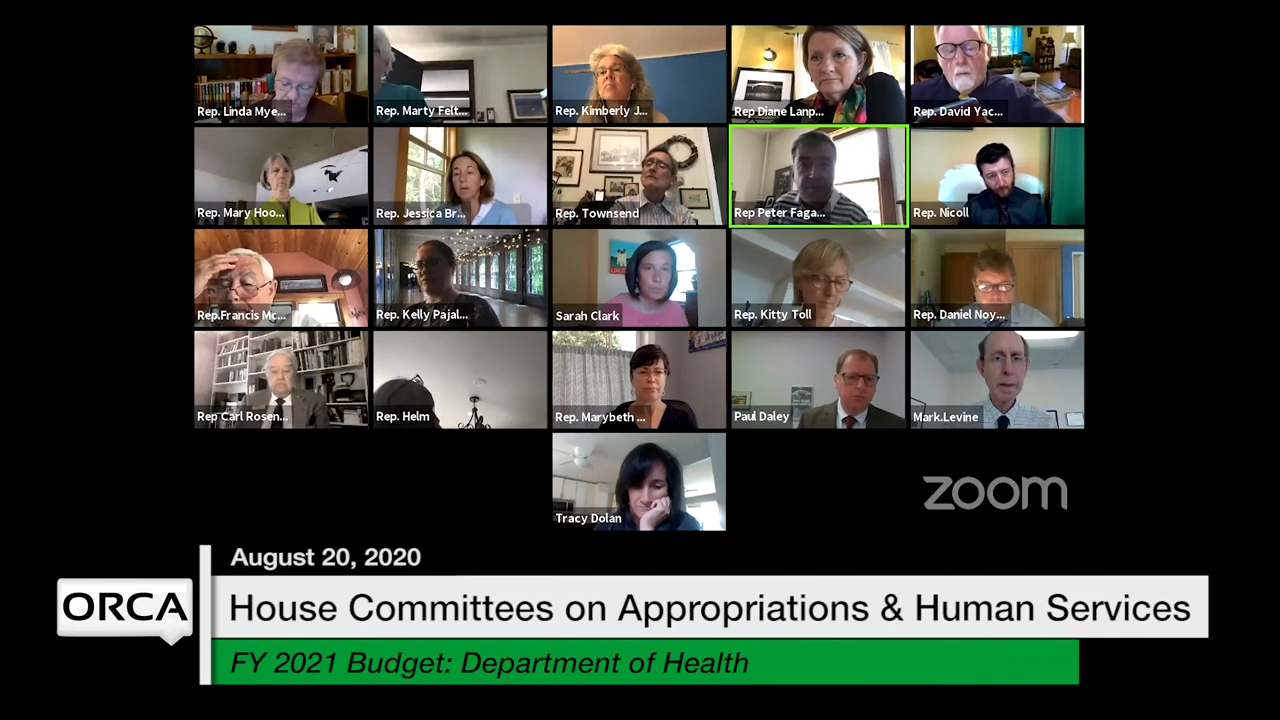 Rep. Linda Mye...
Rep. Marty Felt...
Rep. Kimberly J...
Rep Diane Lanp...
Rep. David Yac...
Rep. Mary Hoo...
Rep. Jessica Br...
Rep. Townsend
Rep Peter Faga...
Rep. Nicoll
Rep.Francis Mc...
Rep. Kelly Pajal...
Sarah Clark
Rep. Kitty Toll
Rep. Daniel Noy...
Rep Carl Rosen...
Rep. Helm
Rep. Marybeth ...
Paul Daley
Mark.Levine
Tracy Dolan
zoom
August 20, 2020
ORCA
House Committees on Appropriations & Human Services
FY 2021 Budget: Department of Health